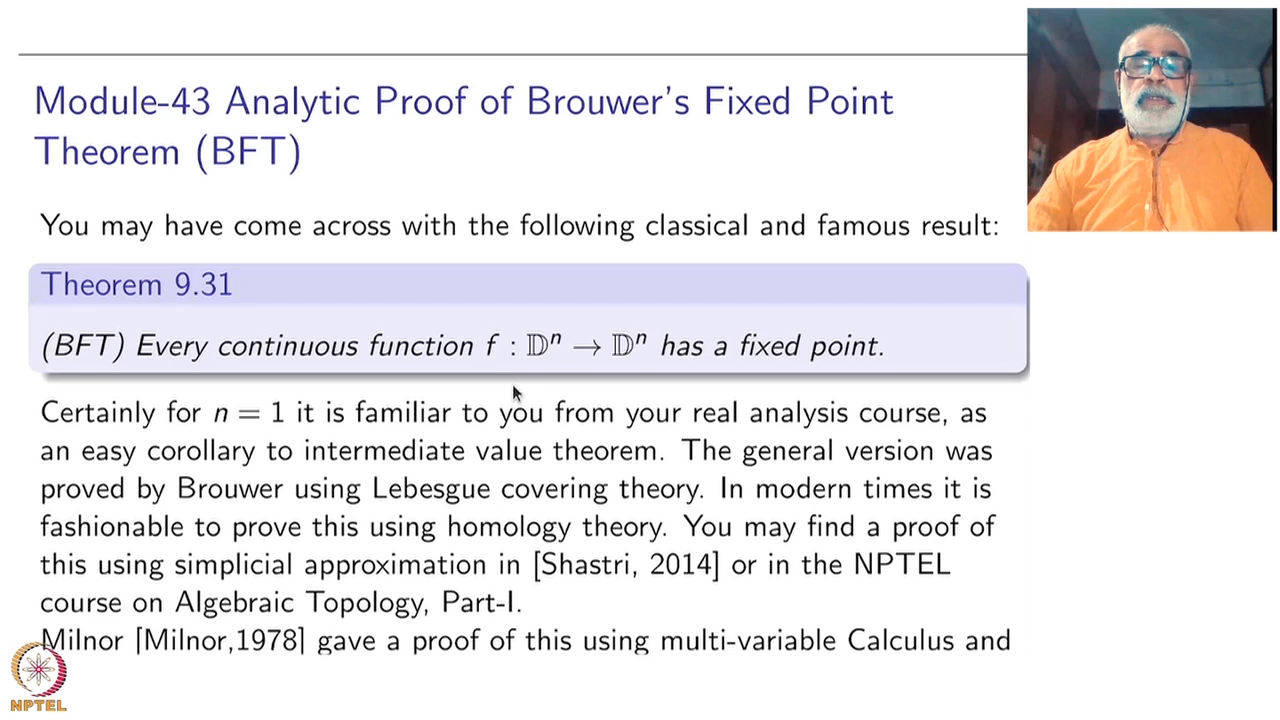 Module-43 Analytic Proof of Brouwer's Fixed Point
Theorem (BFT)
You may have come across with the following classical and famous result:
Theorem 9.31
(BFT) Every continuous function f : 𝔻ⁿ → 𝔻ⁿ has a fixed point.
Certainly for n = 1 it is familiar to you from your real analysis course, as
an easy corollary to intermediate value theorem. The general version was
proved by Brouwer using Lebesgue covering theory. In modern times it is
fashionable to prove this using homology theory. You may find a proof of
this using simplicial approximation in [Shastri, 2014] or in the NPTEL
course on Algebraic Topology, Part-I.
Milnor [Milnor,1978] gave a proof of this using multi-variable Calculus and
NPTEL